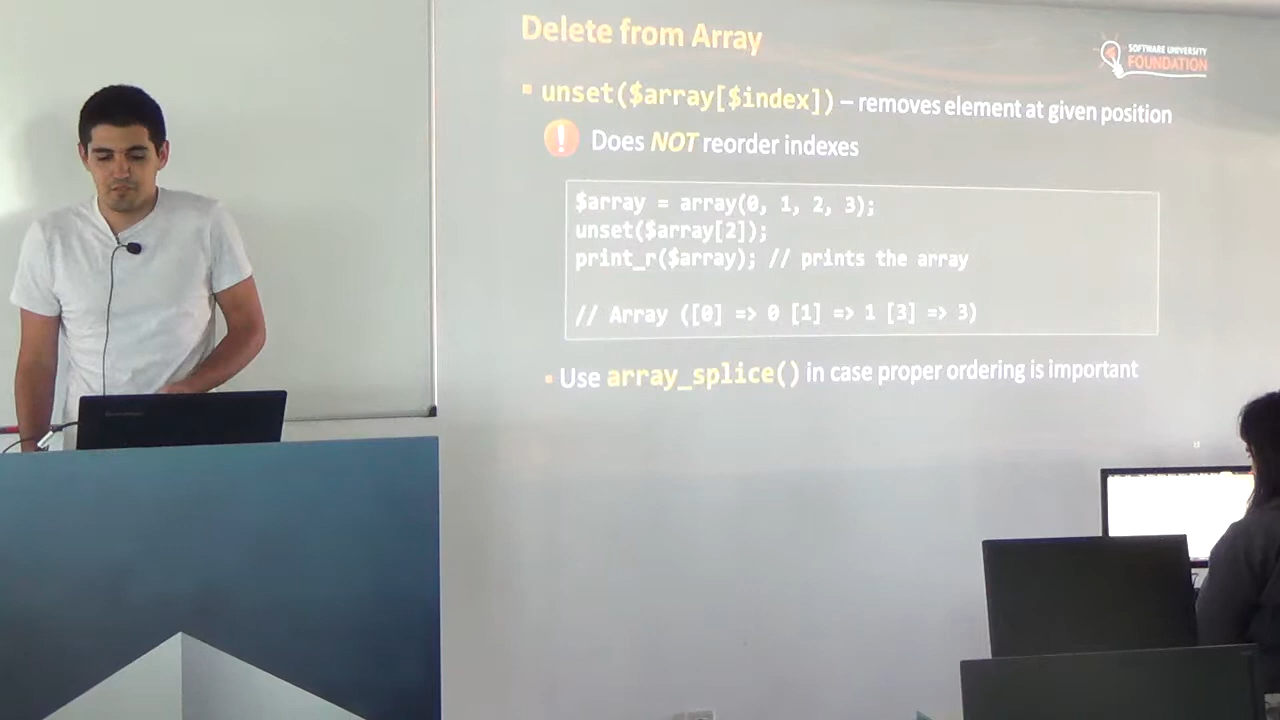 Delete from Array
SOFTWARE UNIVERSITY
FOUNDATION
unset($array[$index]) – removes element at given position
! Does NOT reorder indexes
$array = array(0, 1, 2, 3);
unset($array[2]);
print_r($array); // prints the array
// Array ([0] => 0 [1] => 1 [3] => 3)
Use array_splice() in case proper ordering is important